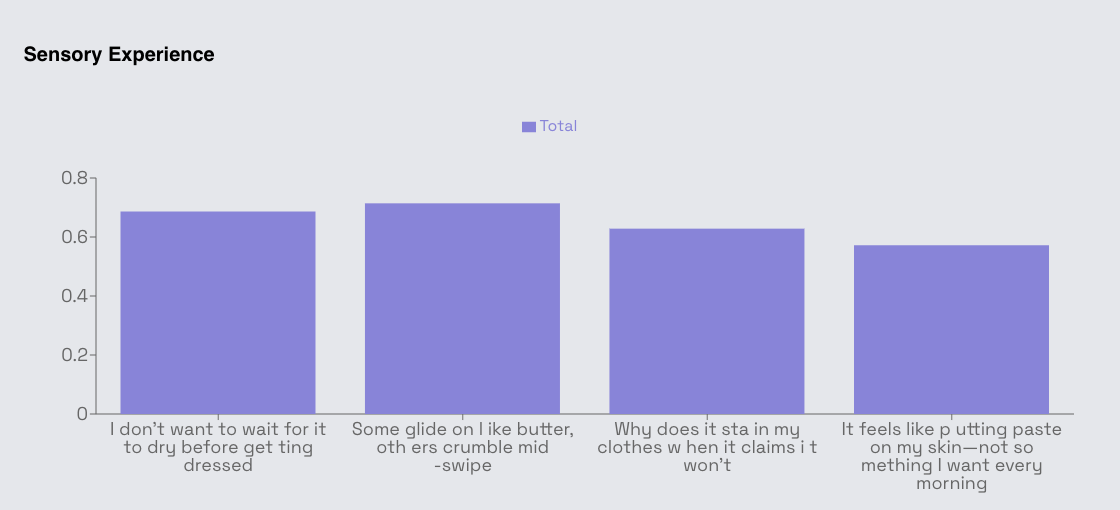 Sensory Experience
Total
0.8
0.6
0.4
0.2
0
I don't want to wait for it
to dry before get ting
dressed
Some glide on l ike butter,
oth ers crumble mid
-swipe
Why does it sta in my
clothes w hen it claims i t
won't
It feels like p utting paste
on my skin—not so
mething I want every
morning